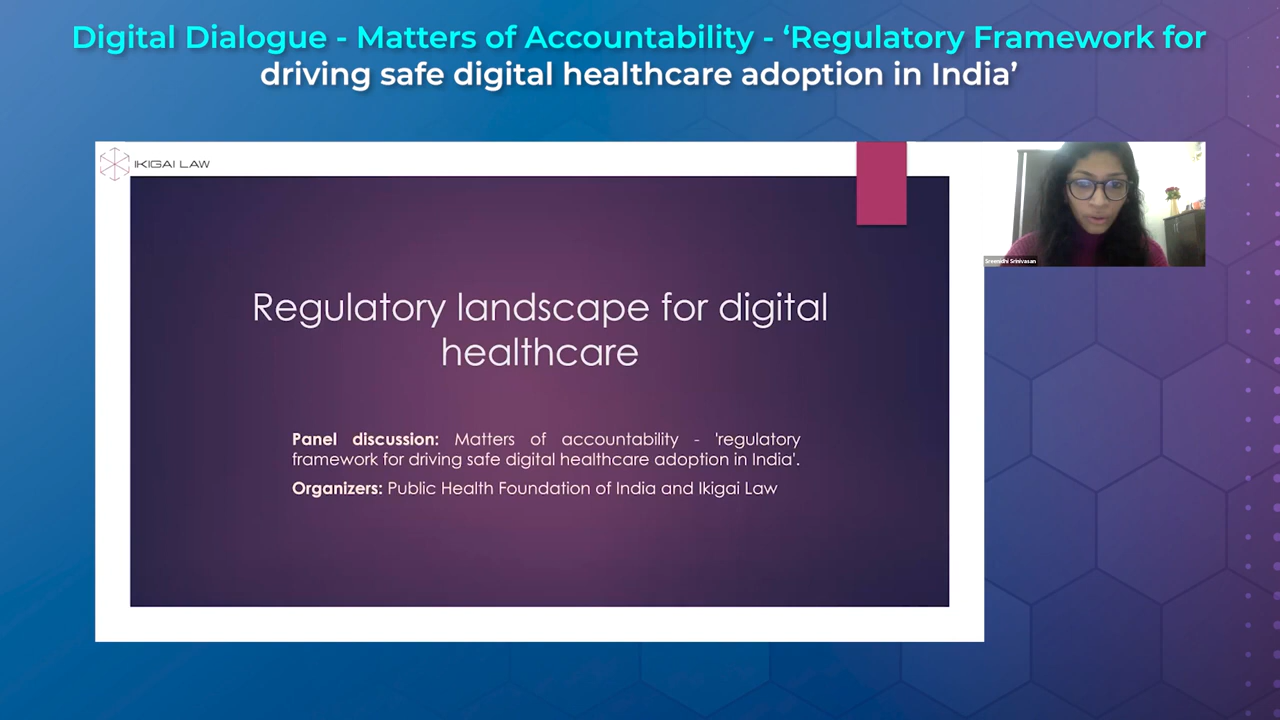 Digital Dialogue - Matters of Accountability - ‘Regulatory Framework for
driving safe digital healthcare adoption in India’
IKIGAI LAW
Regulatory landscape for digital
healthcare
Panel discussion: Matters of accountability - 'regulatory
framework for driving safe digital healthcare adoption in India'.
Organizers: Public Health Foundation of India and Ikigai Law
Sreenidhi Srinivasan